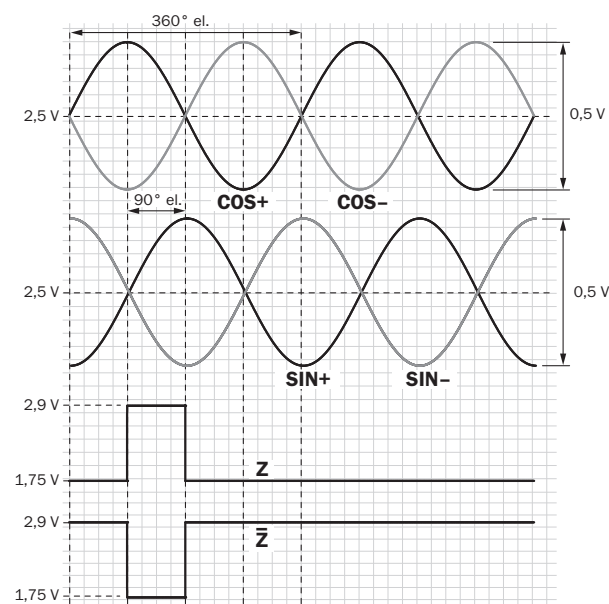 360° el.
2,5 V
0,5 V
90° el.
COS+ COS–
2,5 V
0,5 V
SIN+ SIN–
2,9 V
Z
1,75 V
2,9 V
Z̅
1,75 V